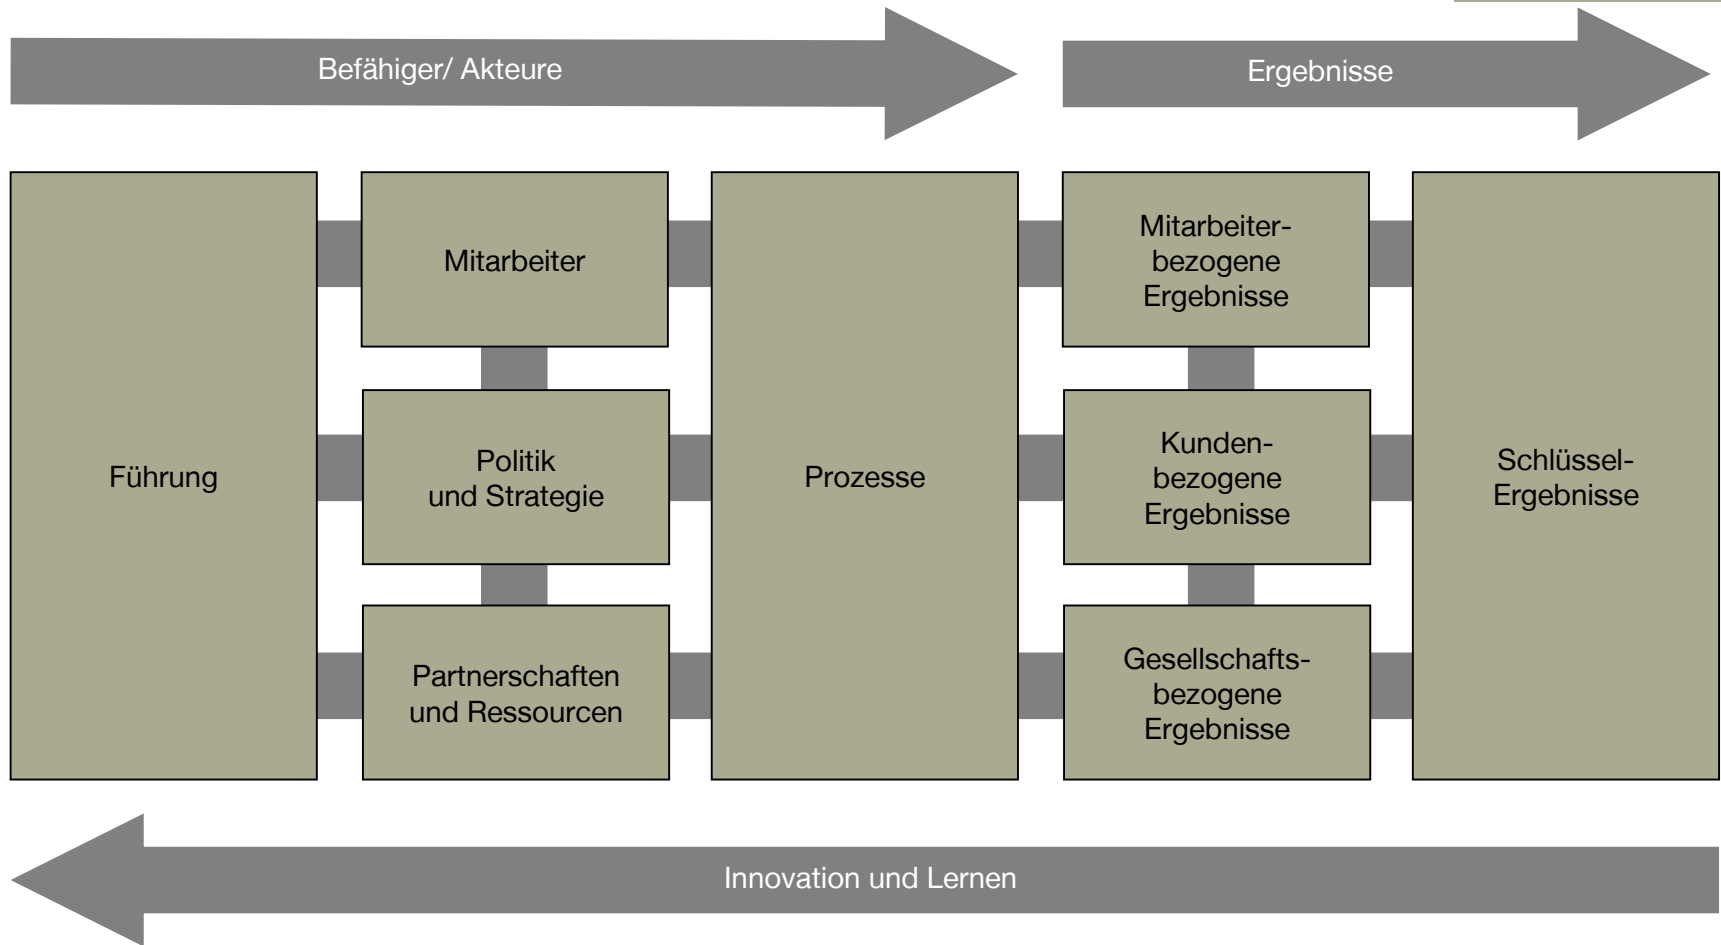 Befähiger/ Akteure
Ergebnisse
Führung
Mitarbeiter
Politik
und Strategie
Partnerschaften
und Ressourcen
Prozesse
Mitarbeiter-
bezogene
Ergebnisse
Kunden-
bezogene
Ergebnisse
Gesellschafts-
bezogene
Ergebnisse
Schlüssel-
Ergebnisse
Innovation und Lernen